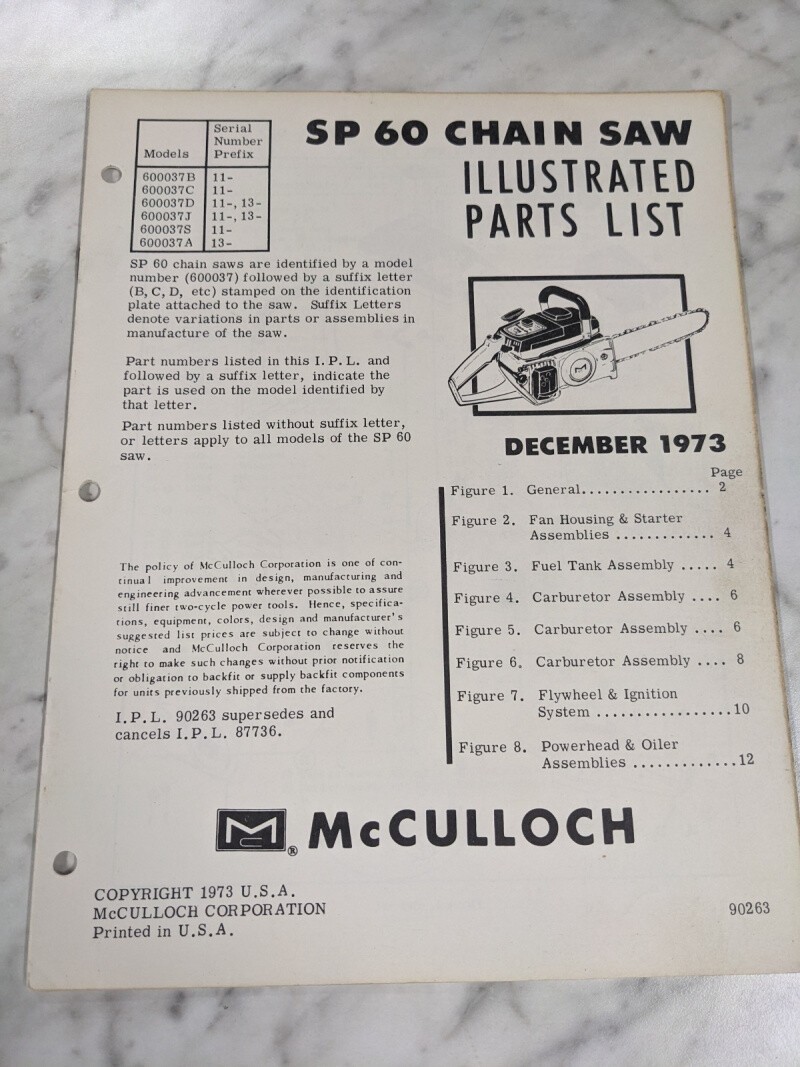 SP 60 CHAIN SAW
ILLUSTRATED
PARTS LIST
Models Serial Number Prefix
600037B 11-
600037C 11-
600037D 11-, 13-
600037J 11-, 13-
600037S 11-
600037A 13-
SP 60 chain saws are identified by a model
number (600037) followed by a suffix letter
(B, C, D, etc) stamped on the identification
plate attached to the saw. Suffix Letters
denote variations in parts or assemblies in
manufacture of the saw.
Part numbers listed in this I. P. L. and
followed by a suffix letter, indicate the
part is used on the model identified by
that letter.
Part numbers listed without suffix letter,
or letters apply to all models of the SP 60
saw.
The policy of McCulloch Corporation is one of con-
tinual improvement in design, manufacturing and
engineering advancement wherever possible to assure
still finer two-cycle power tools. Hence, specifica-
tions, equipment, colors, design and manufacturer's
suggested list prices are subject to change without
notice and McCulloch Corporation reserves the
right to make such changes without prior notification
or obligation to backfit or supply backfit components
for units previously shipped from the factory.
I. P. L. 90263 supersedes and
cancels I. P. L. 87736.
DECEMBER 1973
Page
Figure 1. General................. 2
Figure 2. Fan Housing & Starter
Assemblies ............. 4
Figure 3. Fuel Tank Assembly ..... 4
Figure 4. Carburetor Assembly .... 6
Figure 5. Carburetor Assembly .... 6
Figure 6. Carburetor Assembly .... 8
Figure 7. Flywheel & Ignition
System .................10
Figure 8. Powerhead & Oiler
Assemblies .............12
M® McCULLOCH
COPYRIGHT 1973 U.S.A.
McCULLOCH CORPORATION
Printed in U.S.A.
90263